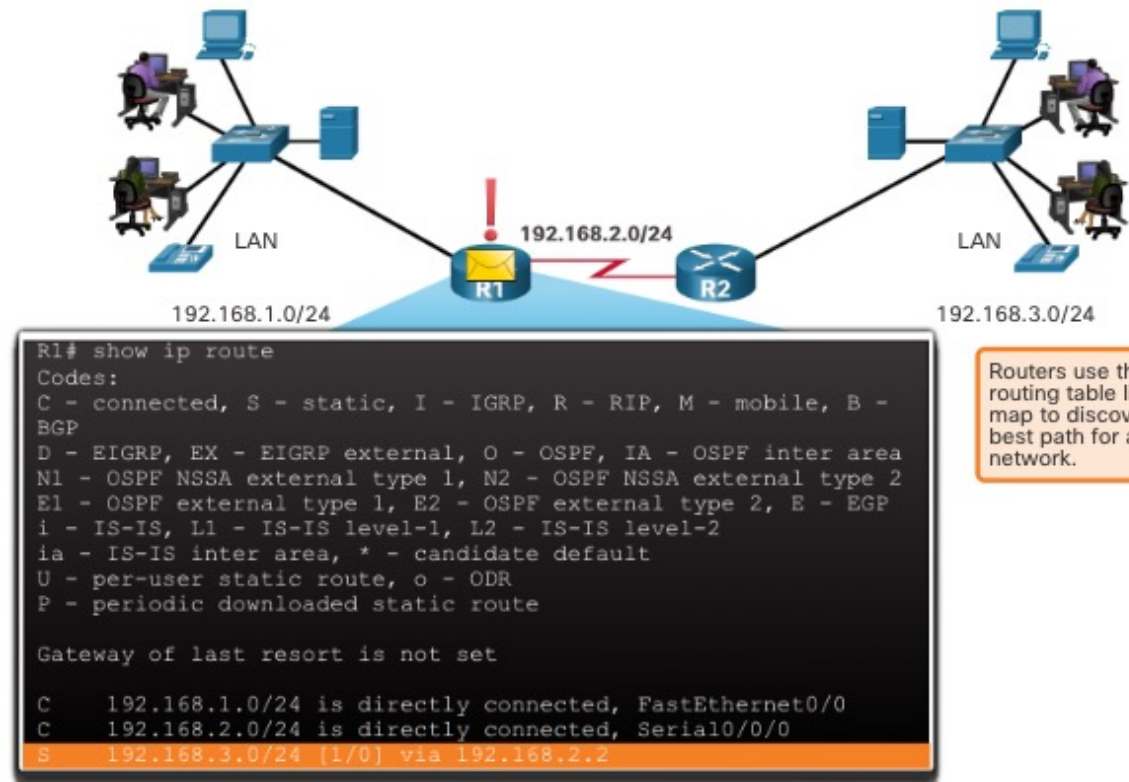 192.168.2.0/24
LAN
LAN
R1
R2
192.168.1.0/24
192.168.3.0/24
R1# show ip route
Codes:
C - connected, S - static, I - IGRP, R - RIP, M - mobile, B -
BGP
D - EIGRP, EX - EIGRP external, O - OSPF, IA - OSPF inter area
N1 - OSPF NSSA external type 1, N2 - OSPF NSSA external type 2
E1 - OSPF external type 1, E2 - OSPF external type 2, E - EGP
i - IS-IS, L1 - IS-IS level-1, L2 - IS-IS level-2
ia - IS-IS inter area, * - candidate default
U - per-user static route, o - ODR
P - periodic downloaded static route
Gateway of last resort is not set
C 192.168.1.0/24 is directly connected, FastEthernet0/0
C 192.168.2.0/24 is directly connected, Serial0/0/0
S 192.168.3.0/24 [1/0] via 192.168.2.2
Routers use
routing table
map to
best path for
network.